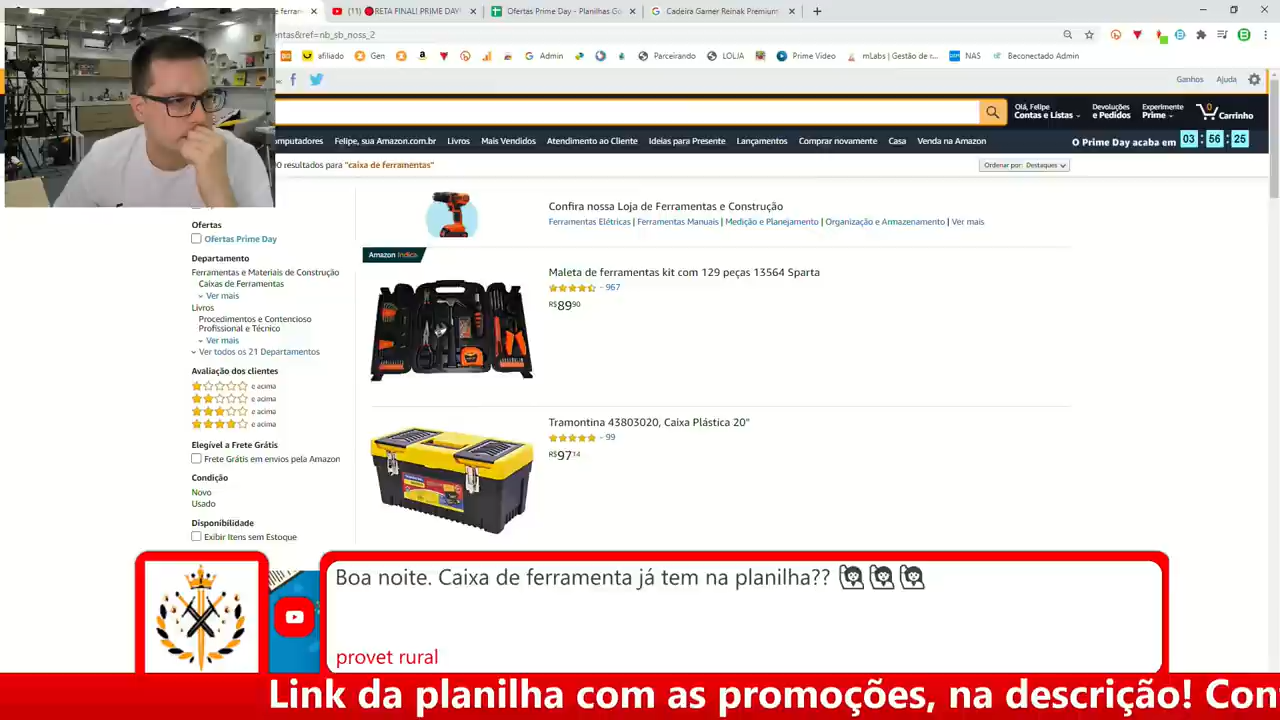 (11) 🔴RETA FINAL! PRIME DAY!
Ofertas Prime Day - Planilhas Go
Cadeira Gamer Reinak Premium
entas&ref=nb_sb_noss_2
afiliado
Gen
Admin
Parceirando
LOLJA
Prime Video
mLabs | Gestão de r...
NAS
Beconectado Admin
Ganhos
Ajuda
Olá, Felipe
Contas e Listas
Devoluções
e Pedidos
Experimente
Prime
0
Carrinho
omputadores
Felipe, sua Amazon.com.br
Livros
Mais Vendidos
Atendimento ao Cliente
Ideias para Presente
Lançamentos
Comprar novamente
Casa
Venda na Amazon
O Prime Day acaba em 03 : 56 : 25
0 resultados para "caixa de ferramentas"
Ordenar por: Destaques
Ofertas
Ofertas Prime Day
Departamento
Ferramentas e Materiais de Construção
Caixas de Ferramentas
Ver mais
Livros
Procedimentos e Contencioso
Profissional e Técnico
Ver mais
Ver todos os 21 Departamentos
Avaliação dos clientes
e acima
e acima
e acima
e acima
Elegível a Frete Grátis
Frete Grátis em envios pela Amazon
Condição
Novo
Usado
Disponibilidade
Exibir Itens sem Estoque
Confira nossa Loja de Ferramentas e Construção
Ferramentas Elétricas | Ferramentas Manuais | Medição e Planejamento | Organização e Armazenamento | Ver mais
Amazon Indica
Maleta de ferramentas kit com 129 peças 13564 Sparta
967
R$8990
Tramontina 43803020, Caixa Plástica 20"
99
R$9714
Boa noite. Caixa de ferramenta já tem na planilha?? 🙋🙋🙋
provet rural
Link da planilha com as promoções, na descrição! Con